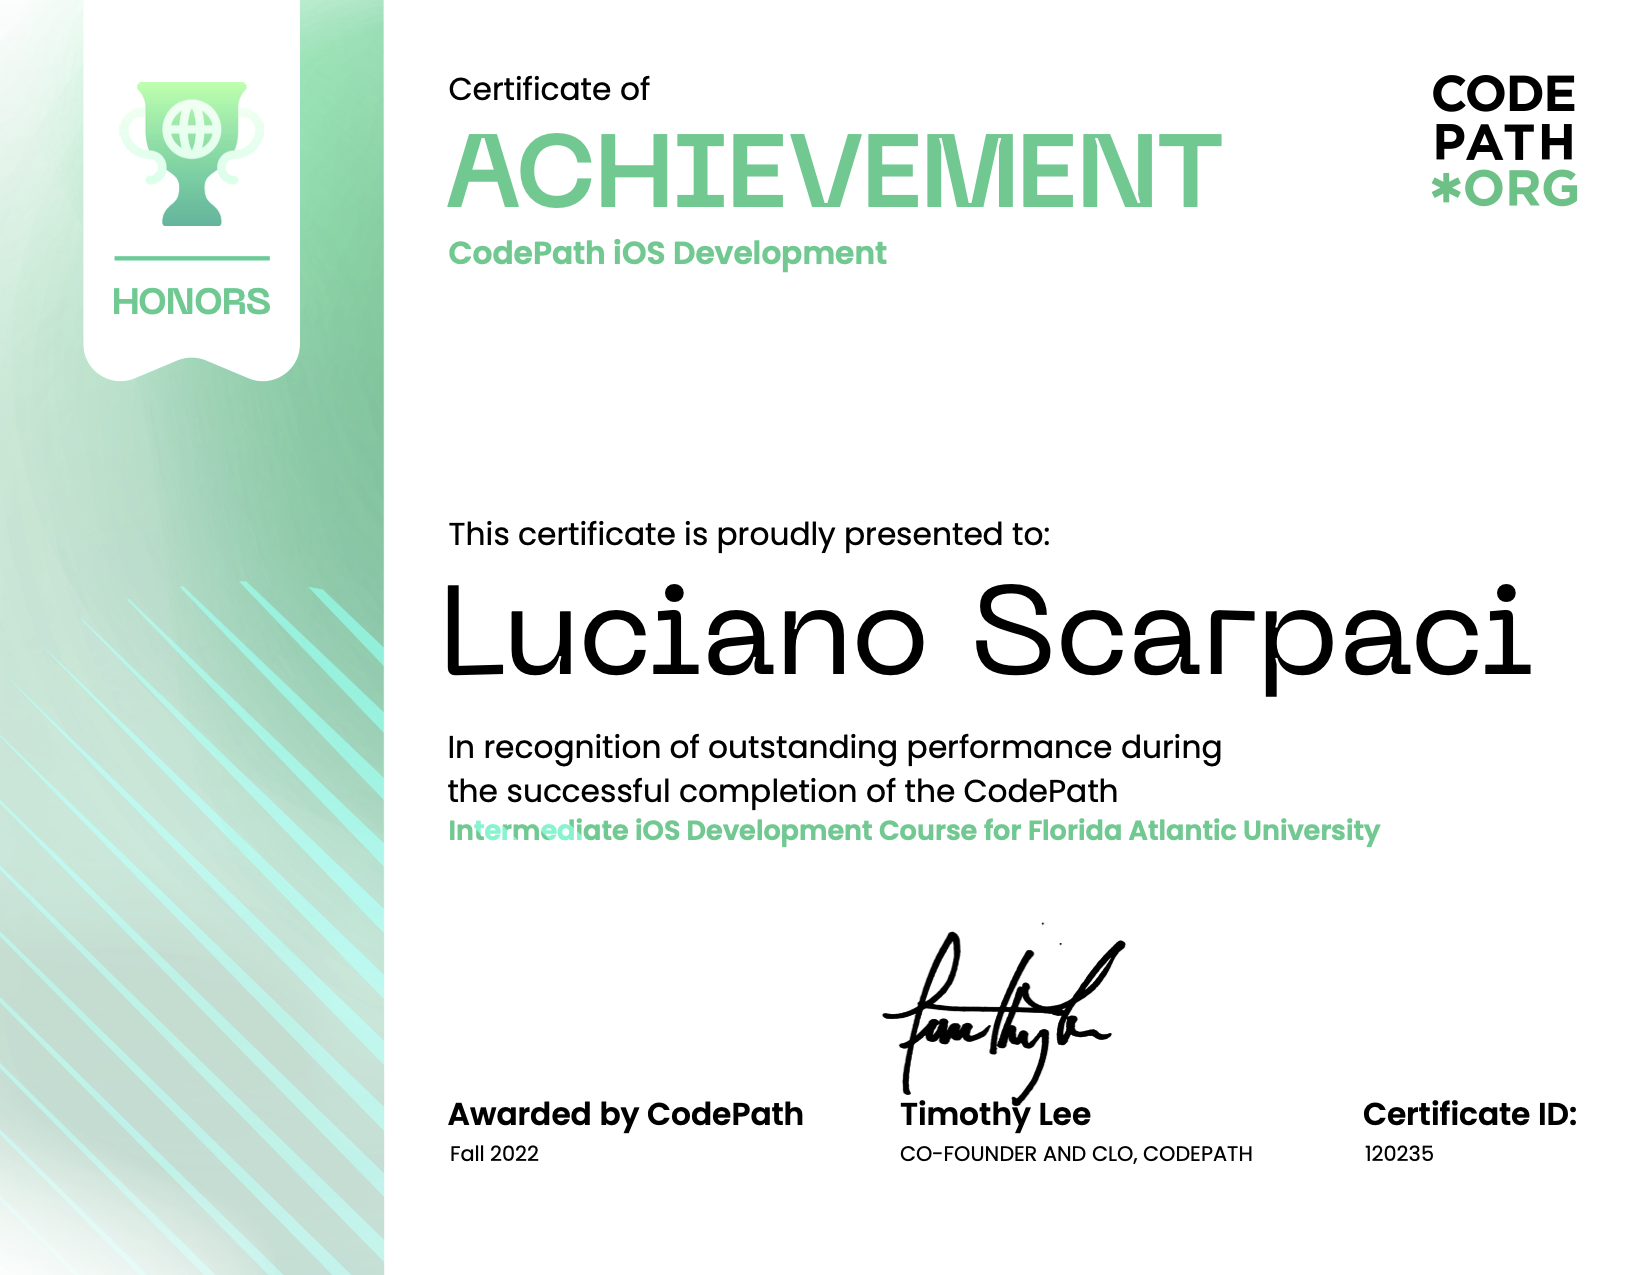 HONORS
Certificate of
ACHIEVEMENT
CodePath iOS Development
CODE
PATH
*ORG
This certificate is proudly presented to:
Luciano Scarpaci
In recognition of outstanding performance during
the successful completion of the CodePath
Intermediate iOS Development Course for Florida Atlantic University
Awarded by CodePath
Fall 2022
Timothy Lee
CO-FOUNDER AND CLO, CODEPATH
Certificate ID:
120235